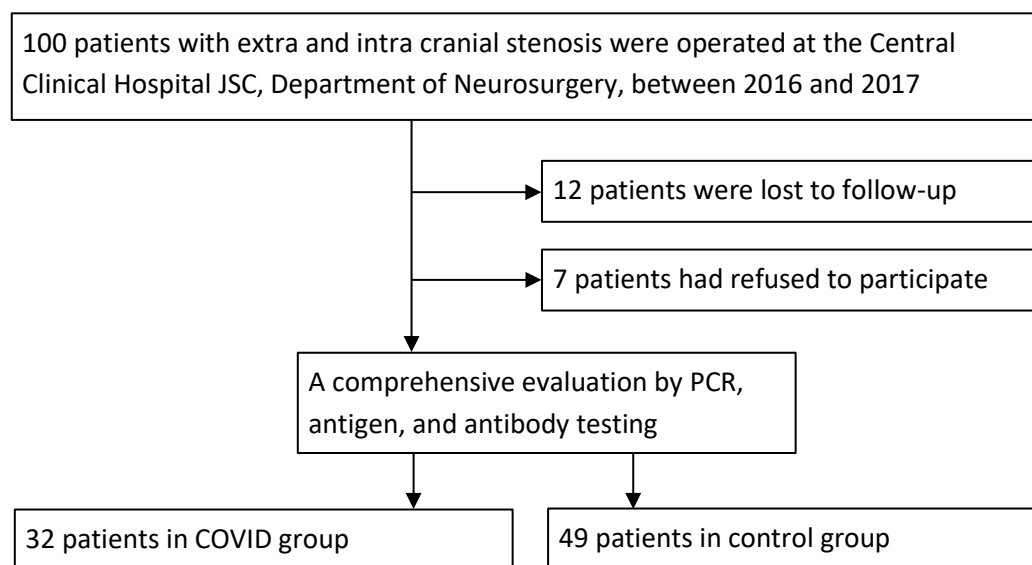 100 patients with extra and intra cranial stenosis were operated at the Central
Clinical Hospital JSC, Department of Neurosurgery, between 2016 and 2017
12 patients were lost to follow-up
7 patients had refused to participate
A comprehensive evaluation by PCR,
antigen, and antibody testing
32 patients in COVID group
49 patients in control group